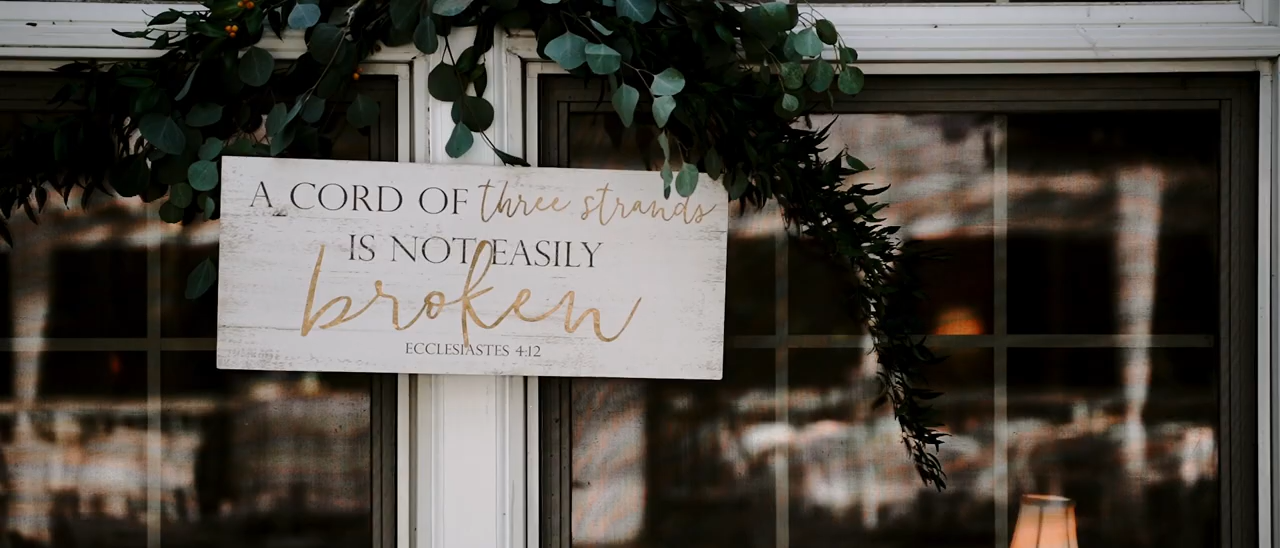 A CORD OF three strands
IS NOT EASILY
broken
ECCLESIASTES 4:12